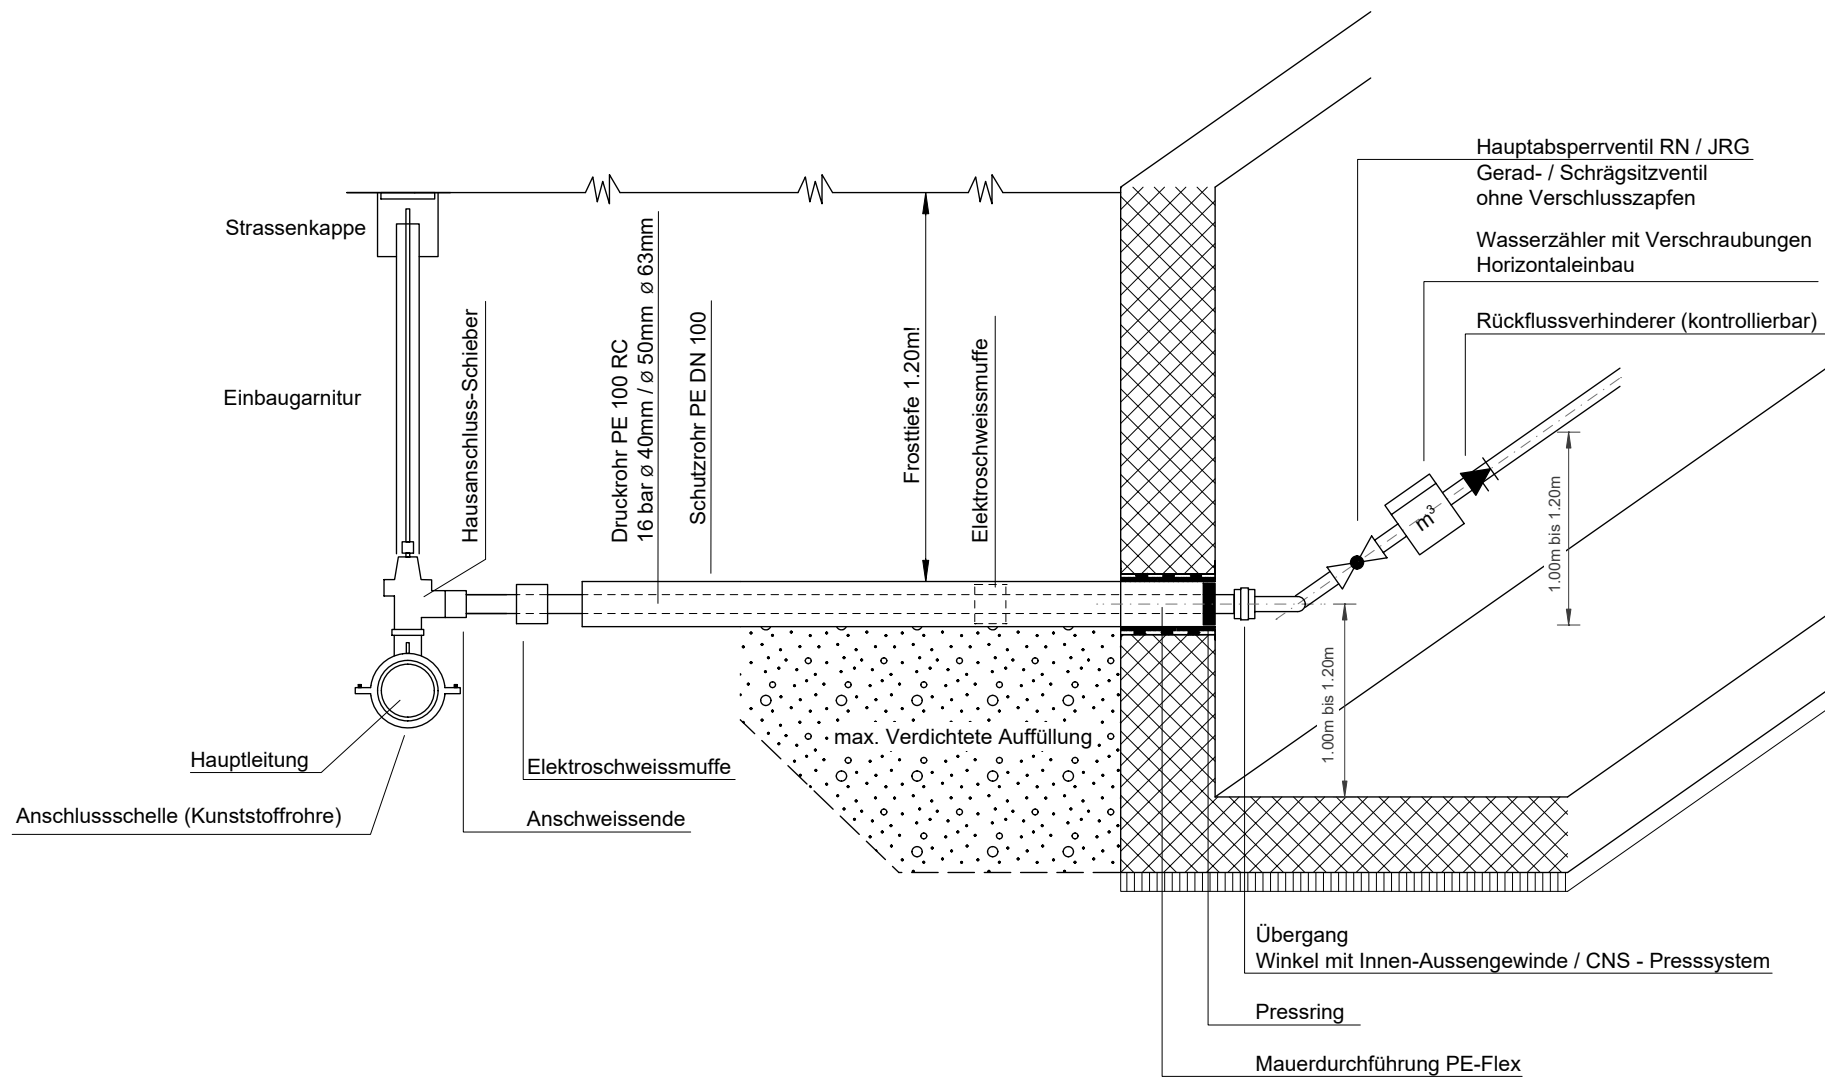 Strassenkappe
Einbaugarnitur
Hausanschluss-Schieber
Druckrohr PE 100 RC
16 bar ø 40mm / ø 50mm  ø 63mm
Schutzrohr PE DN 100
Frosttiefe 1.20m!
Elektroschweissmuffe
Hauptabsperrventil RN / JRG
Gerad- / Schrägsitzventil
ohne Verschlusszapfen
Wasserzähler mit Verschraubungen
Horizontaleinbau
Rückflussverhinderer (kontrollierbar)
m³
1.00m bis 1.20m
1.00m bis 1.20m
max. Verdichtete Auffüllung
Hauptleitung
Anschlussschelle (Kunststoffrohre)
Elektroschweissmuffe
Anschweissende
Übergang
Winkel mit Innen-Aussengewinde / CNS - Presssystem
Pressring
Mauerdurchführung PE-Flex